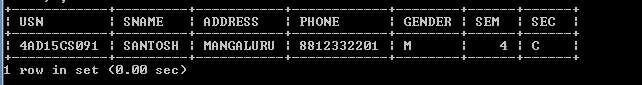 | USN | SNAME | ADDRESS | PHONE | GENDER | SEM | SEC |
| 4AD15CS091 | SANTOSH | MANGALURU | 8812332201 | M | 4 | C |
1 row in set (0.00 sec)